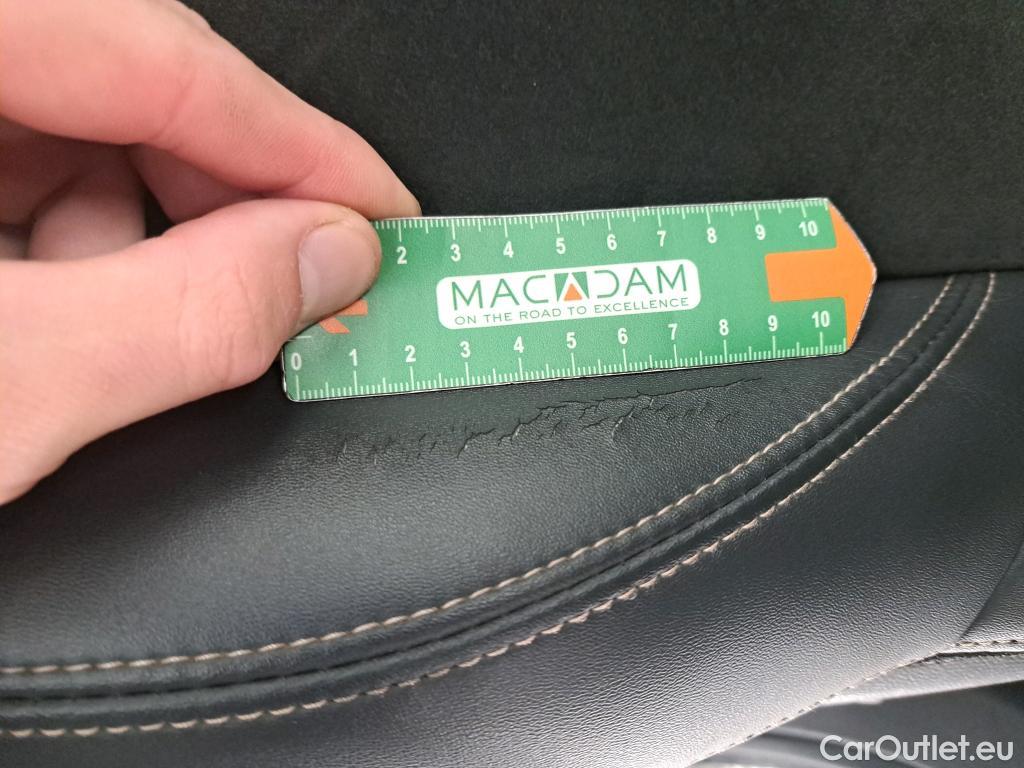 2 3 4 5 6 7 8 9 10
MACADAM
ON THE ROAD TO EXCELLENCE
0 1 2 3 4 5 6 7 8 9 10
CarOutlet.eu